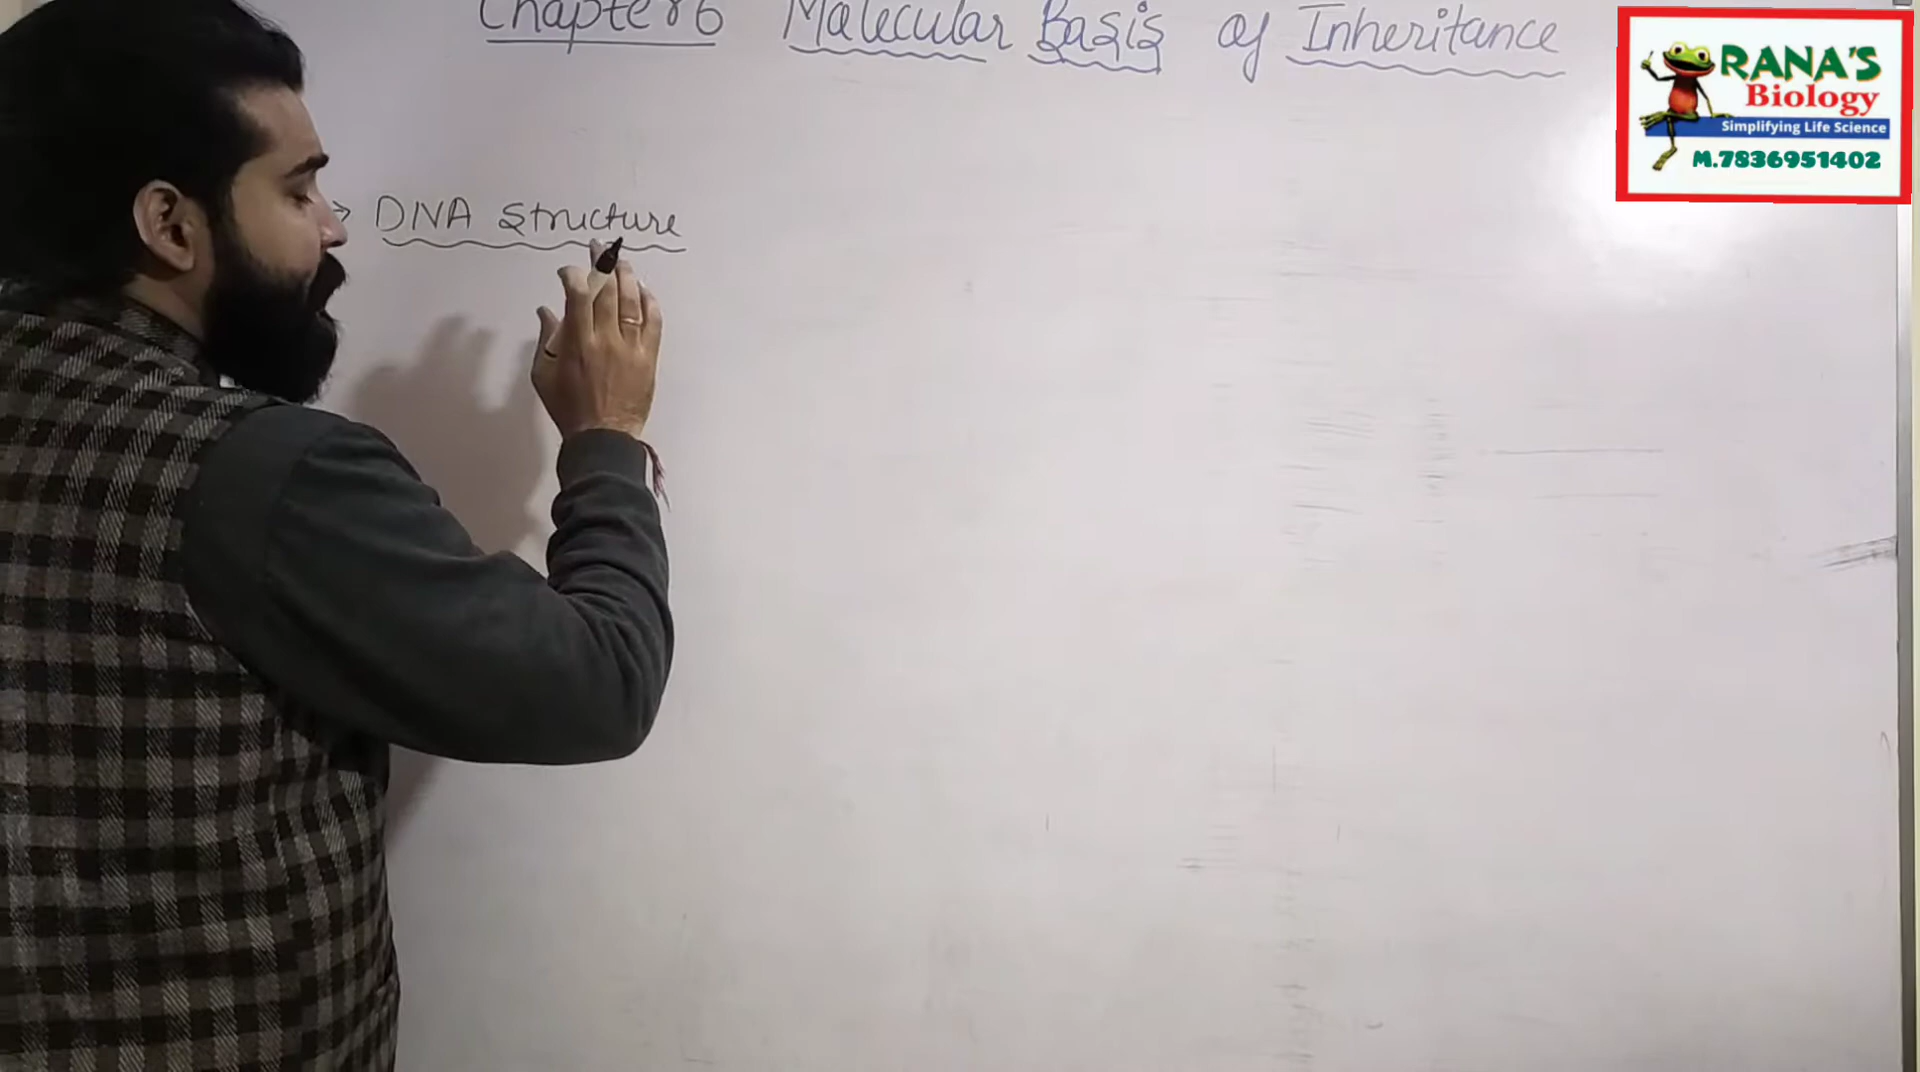 Chapter 6 Molecular Basis of Inheritance
→ DNA Structure
RANA'S
Biology
Simplifying Life Science
M.7836951402